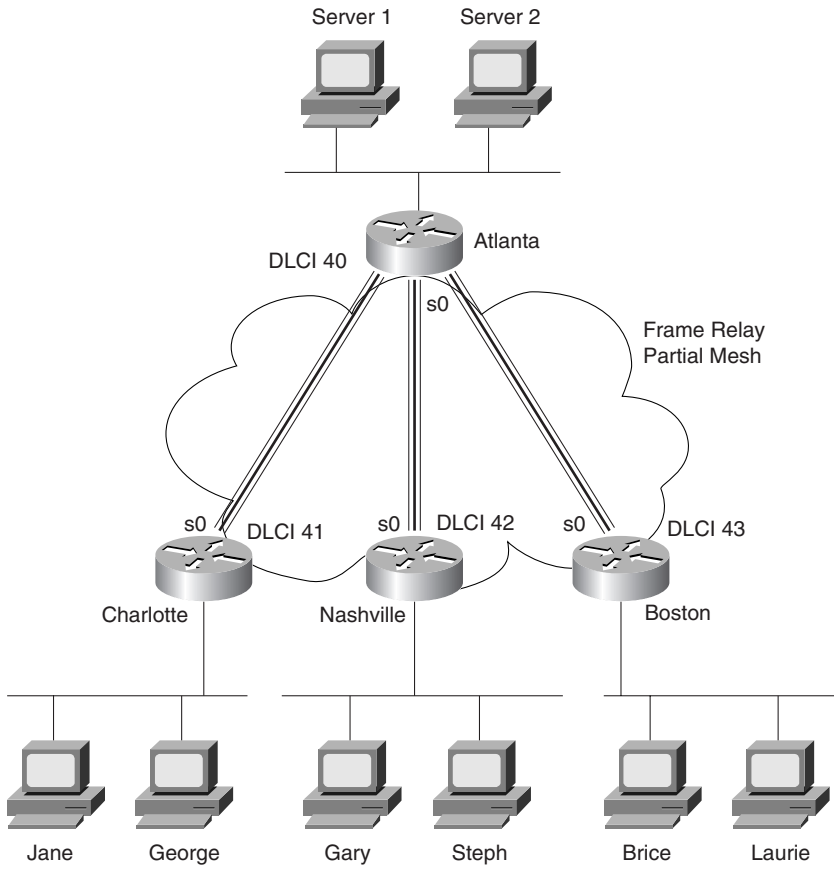 Server 1
Server 2
Atlanta
DLCI 40
s0
Frame Relay
Partial Mesh
s0
DLCI 41
s0
DLCI 42
s0
DLCI 43
Charlotte
Nashville
Boston
Jane
George
Gary
Steph
Brice
Laurie